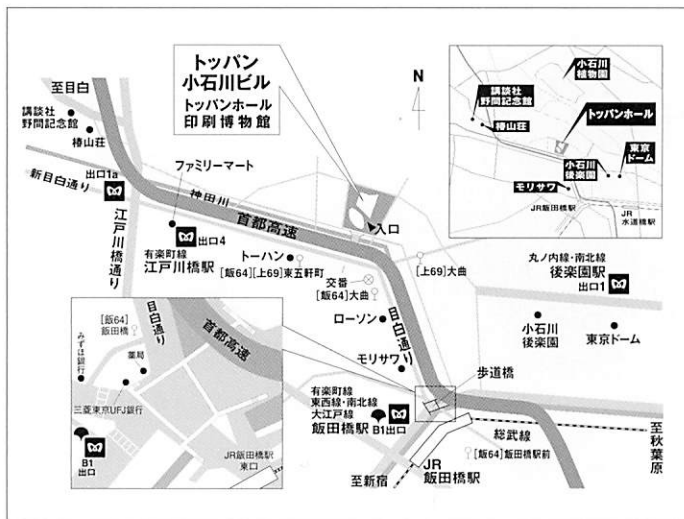 トッパン
小石川ビル
トッパンホール
印刷博物館
N
至目白
講談社
野間記念館
椿山荘
出口1a
新目白通り
江戸川橋通り
ファミリーマート
神田川
首都高速
有楽町線
江戸川橋駅
出口4
トーハン
[飯64][上69]東五軒町
入口
交番
[飯64]大曲
[上69]大曲
ローソン
目白通り
モリサワ
歩道橋
丸ノ内線・南北線
後楽園駅
出口1
小石川
後楽園
東京ドーム
有楽町線
東西線・南北線
大江戸線
飯田橋駅
B1出口
総武線
JR
飯田橋駅
[飯64]飯田橋駅前
至新宿
至秋葉原
小石川
植物園
講談社
野間記念館
椿山荘
トッパンホール
小石川
後楽園
東京
ドーム
モリサワ
JR飯田橋駅
JR
水道橋駅
[飯64]
飯田橋
目白通り
首都高速
みずほ銀行
薬局
三菱東京UFJ銀行
B1
出口
JR飯田橋駅
東口